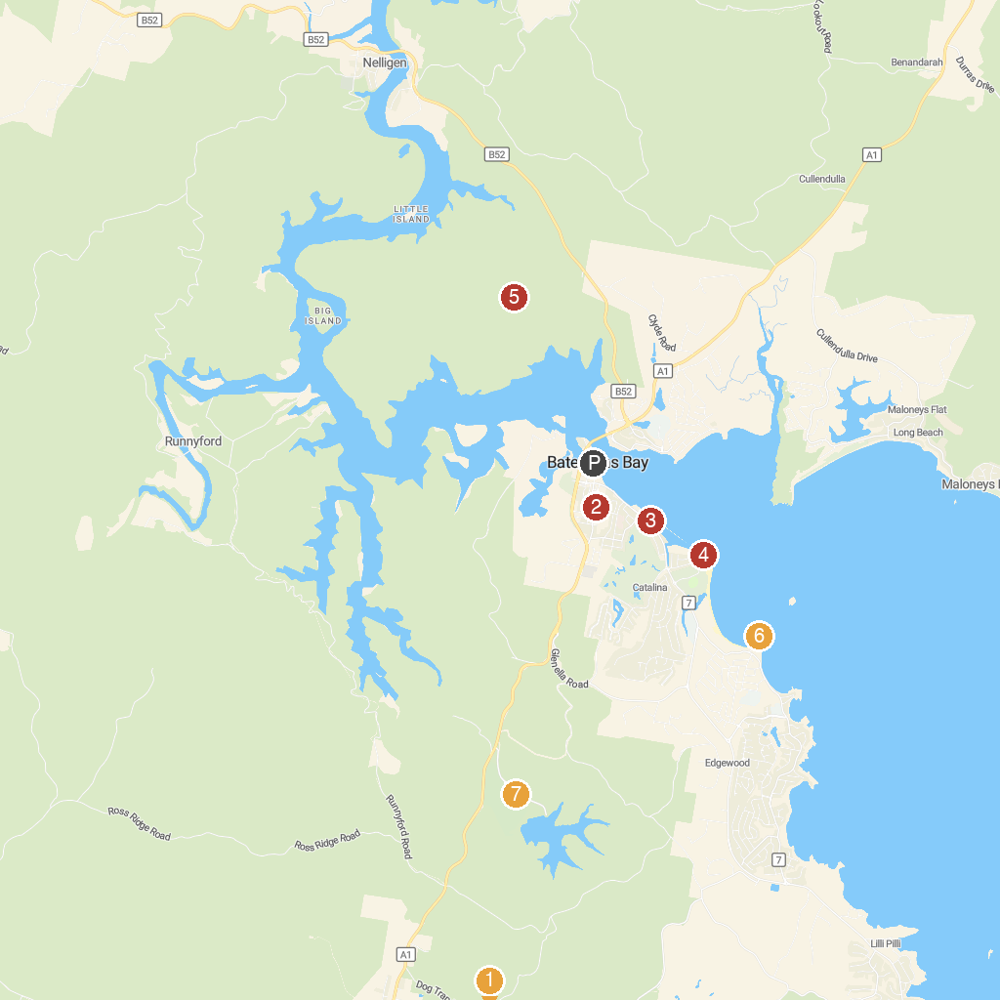 B52
B52
Nelligen
Lookout Road
Benandarah
Durras Drive
B52
A1
Cullendulla
LITTLE
ISLAND
5
BIG
ISLAND
Clyde Road
Cullendulla Drive
A1
B52
Maloneys Flat
Long Beach
Runnyford
P
Bay
Maloneys
2
3
4
Catalina
7
6
Glenella Road
Edgewood
7
Ross Ridge Road
Ross Ridge Road
Runnyford Road
7
Lilli Pilli
A1
1
Dog